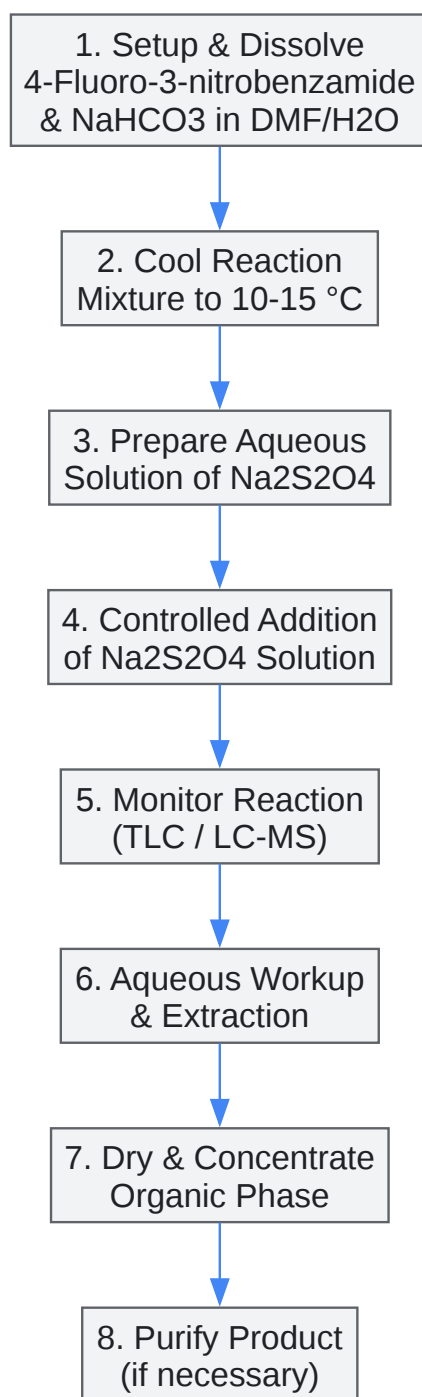 1. Setup & Dissolve
4-Fluoro-3-nitrobenzamide
& NaHCO3 in DMF/H2O
2. Cool Reaction
Mixture to 10-15 °C
3. Prepare Aqueous
Solution of Na2S2O4
4. Controlled Addition
of Na2S2O4 Solution
5. Monitor Reaction
(TLC / LC-MS)
6. Aqueous Workup
& Extraction
7. Dry & Concentrate
Organic Phase
8. Purify Product
(if necessary)